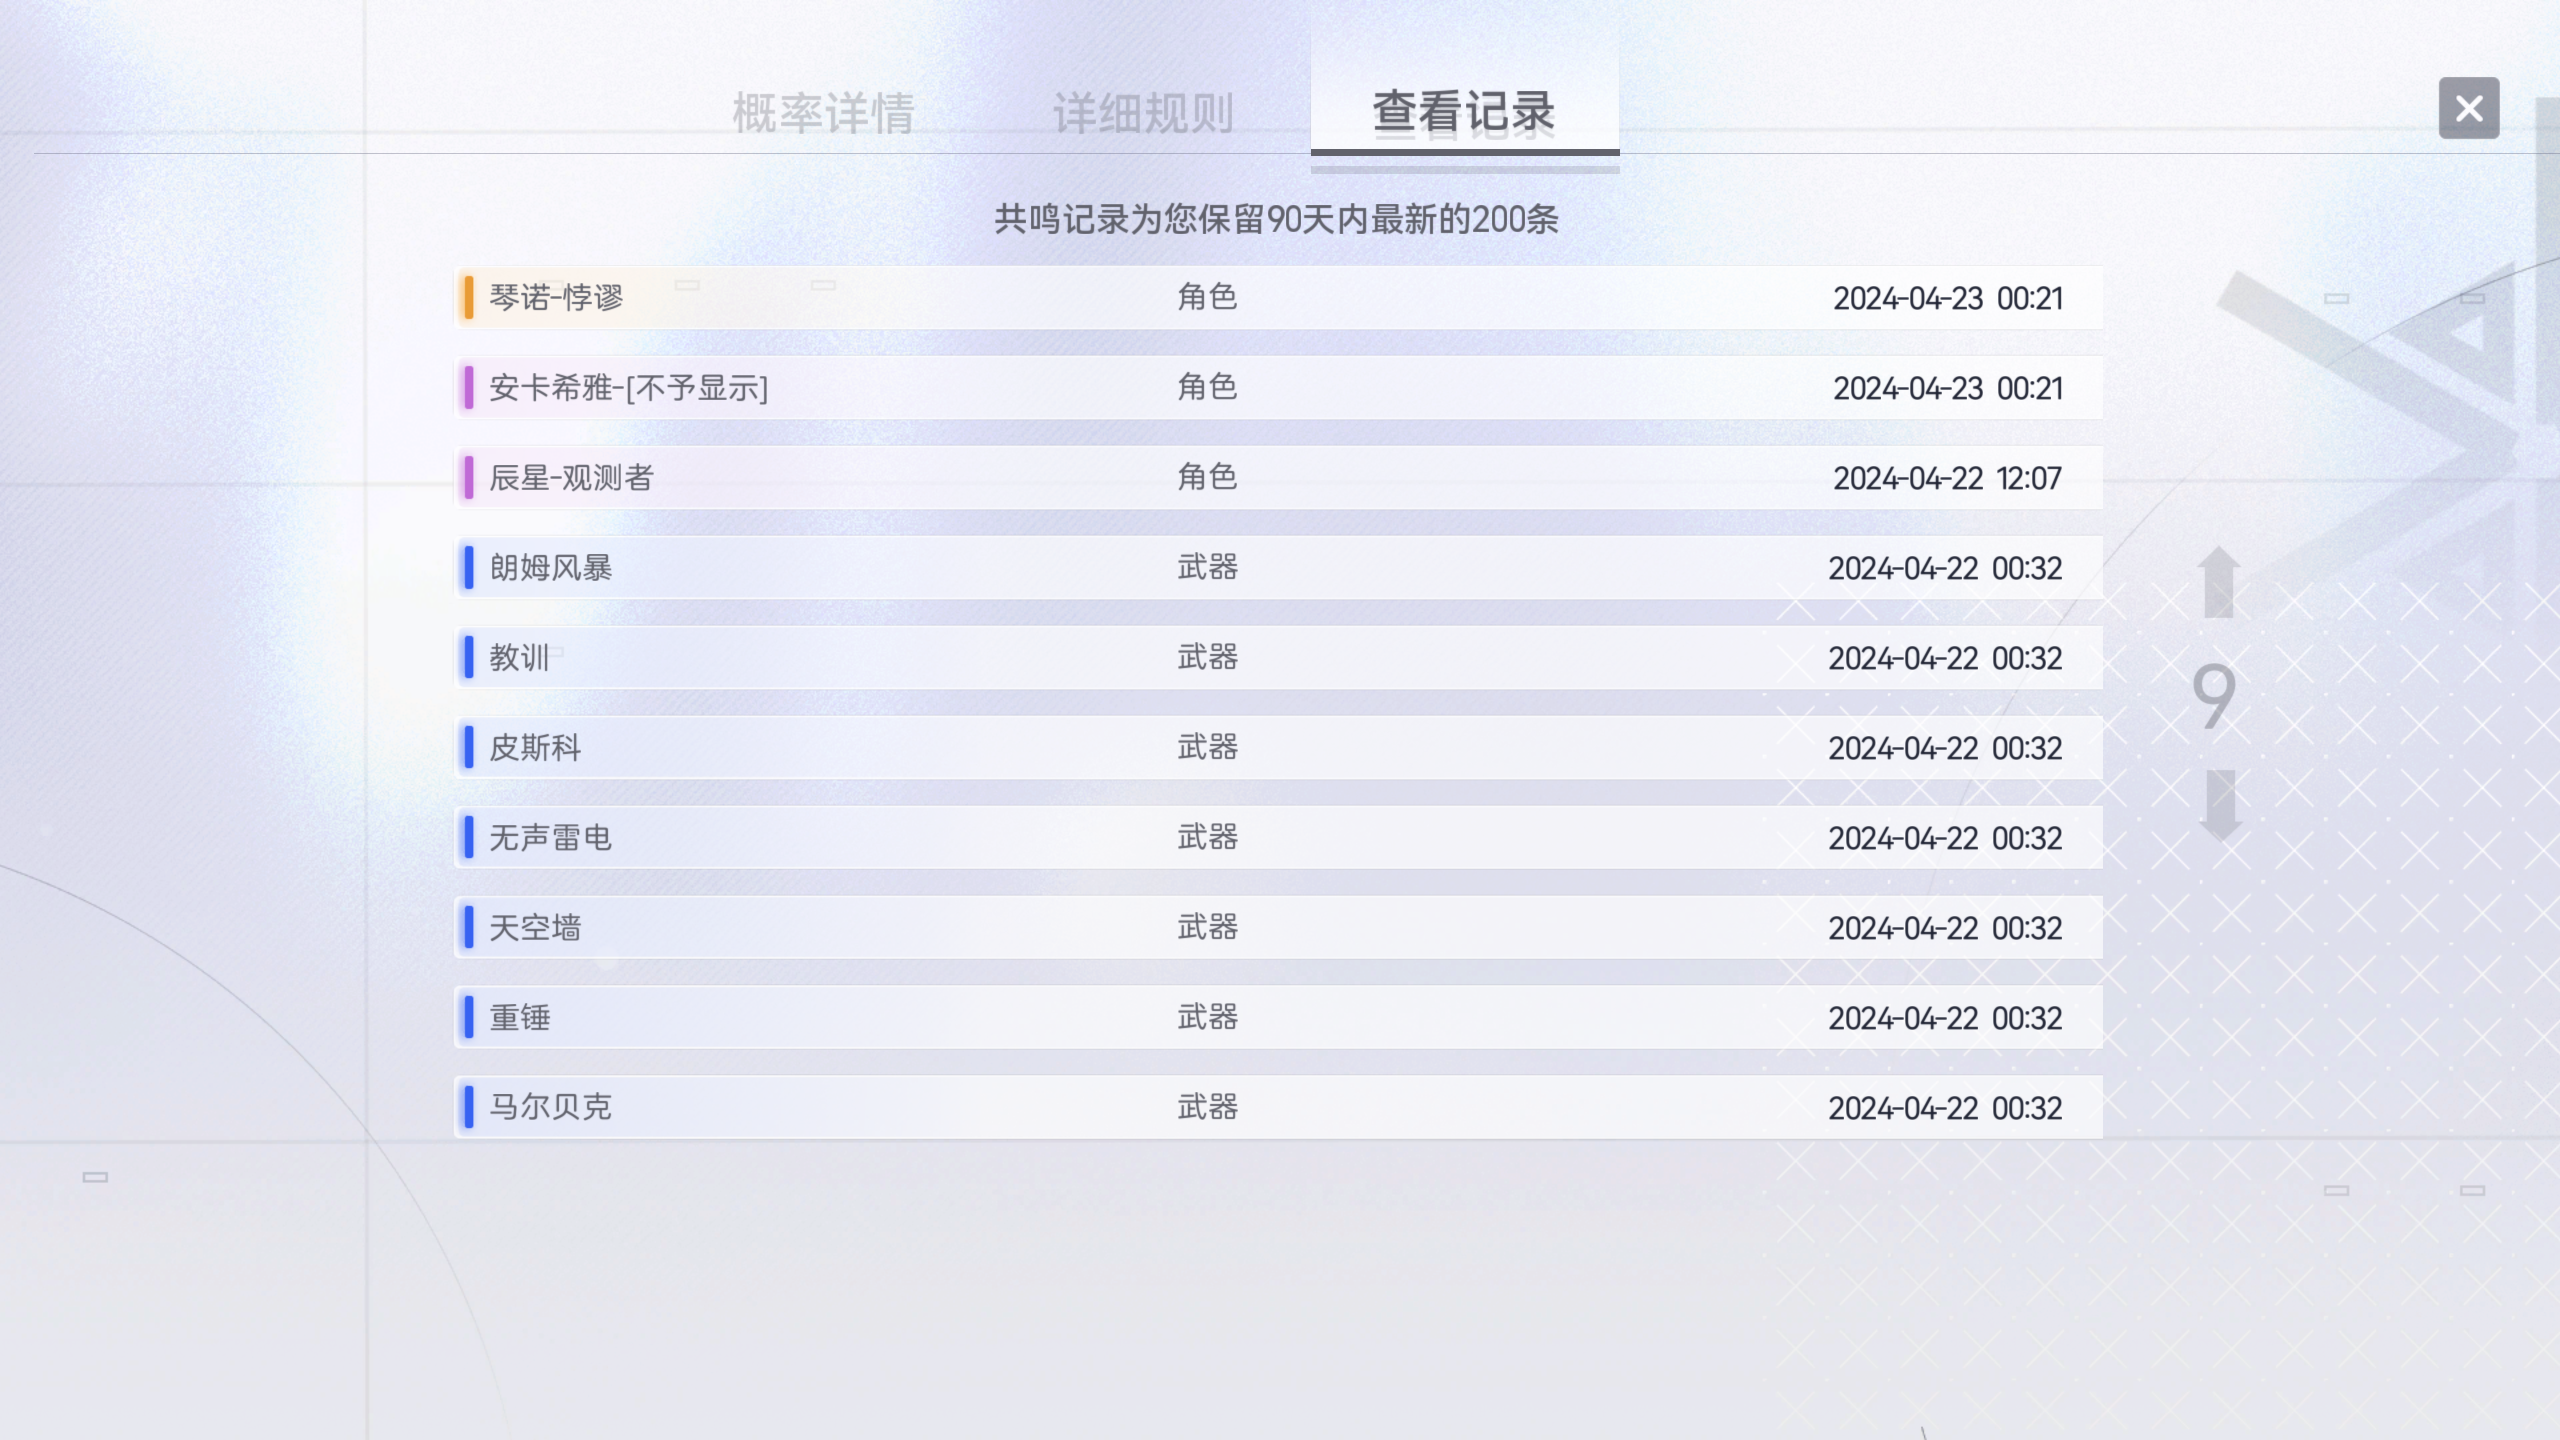 概率详情 详细规则 查看记录
共鸣记录为您保留90天内最新的200条
琴诺-悖谬 角色 2024-04-23 00:21
安卡希雅-[不予显示] 角色 2024-04-23 00:21
辰星-观测者 角色 2024-04-22 12:07
朗姆风暴 武器 2024-04-22 00:32
教训 武器 2024-04-22 00:32
皮斯科 武器 2024-04-22 00:32
9
无声雷电 武器 2024-04-22 00:32
天空墙 武器 2024-04-22 00:32
重锤 武器 2024-04-22 00:32
马尔贝克 武器 2024-04-22 00:32